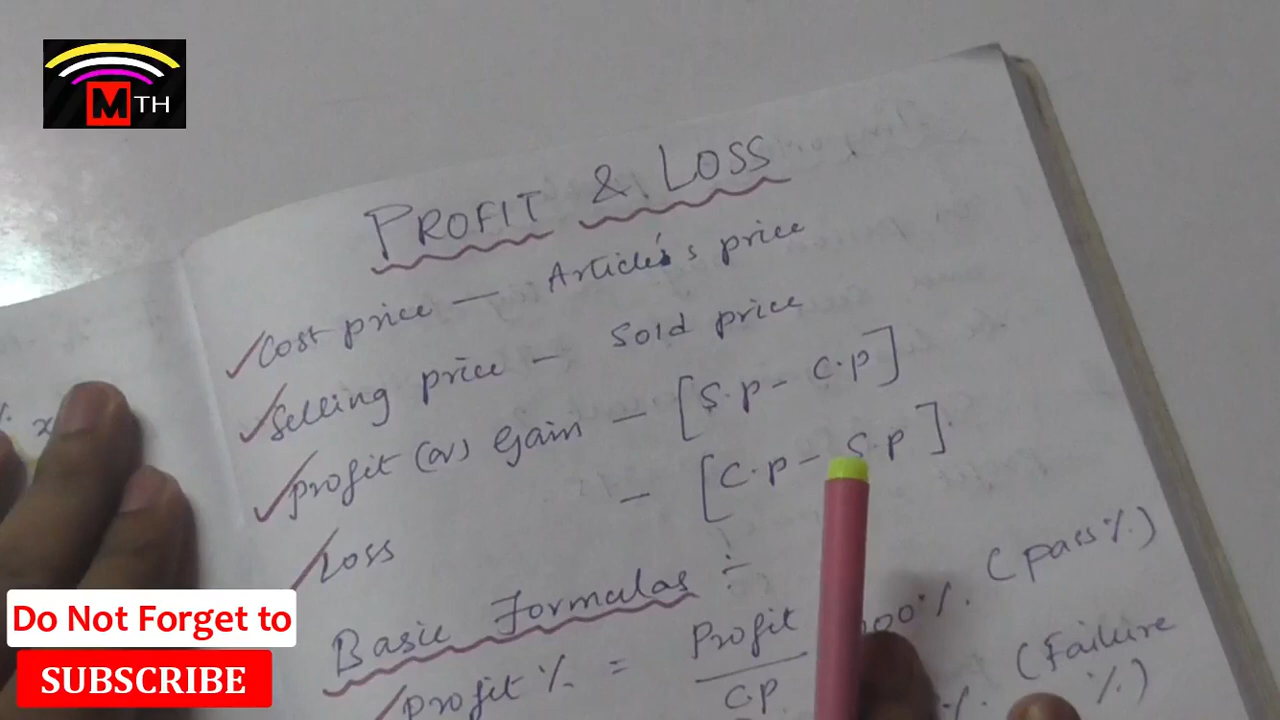 MTH
PROFIT & LOSS
Cost price — Article's price
Selling price — Sold price
Profit (or) Gain — [S.p - C.p]
Loss — [C.p - S.p].
Basic Formulas ÷
Profit % = Profit 100%. (pass%)
C.p
%. (Failure
%)
Do Not Forget to
SUBSCRIBE